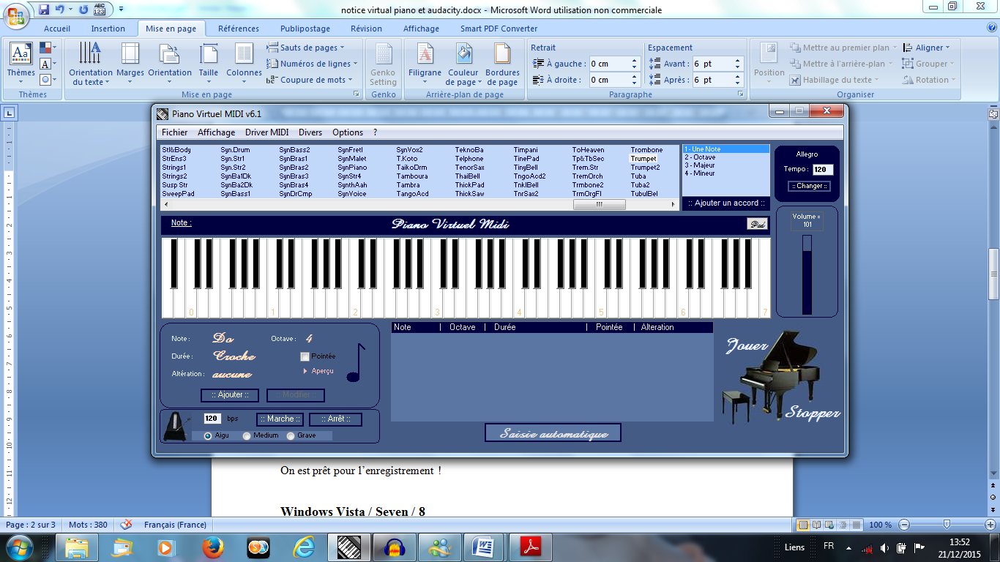 notice virtual piano et audacity.docx - Microsoft Word utilisation non commerciale
Accueil Insertion Mise en page Références Publipostage Révision Affichage Smart PDF Converter
Thèmes
Orientation du texte
Marges
Orientation
Taille
Colonnes
Sauts de pages
Numéros de lignes
Coupure de mots
Genko Setting
Filigrane
Couleur de page
Bordures de page
Retrait
À gauche : 0 cm
À droite : 0 cm
Espacement
Avant : 6 pt
Après : 6 pt
Position
Mettre au premier plan
Mettre à l'arrière-plan
Habillage du texte
Aligner
Grouper
Rotation
Thèmes Mise en page Genko Arrière-plan de page Paragraphe Organiser
Piano Virtuel MIDI v6.1
Fichier Affichage Driver MIDI Divers Options ?
Stl&Body Syn.Drum SynBass2 SynFretl SynVox2 TeknoBa Timpani ToHeaven Trombone
StrEns3 Syn.Str1 SynBras1 SynMalet T.Koto Telphone TinePad Tp&TbSec Trumpet
Strings1 Syn.Str2 SynBras2 SynPiano TaikoDrm TenorSax TinyBell Trem.Str Trumpet2
Strings2 SynBa1Dk SynBras3 SynStr4 Tamboura ThaiBell TngoAcd2 TremOrch Tuba
Susp Str SynBa2Dk SynBras4 SynthAah Tambra ThickPad TnklBell Trmbone2 Tuba2
SweepPad SynBass1 SynDrCmp SynVoice TangoAcd ThickSaw TnrSax2 TrmOrgFl TubulBel
1 - Une Note
2 - Octave
3 - Majeur
4 - Mineur
:: Ajouter un accord ::
Allegro
Tempo : 120
:: Changer ::
Note :
Piano Virtuel Midi
Ped
Volume =
101
0 1 2 3 4 5 6 7
Note : Do Octave : 4
Durée : Croche Pointée
Altération : aucune Aperçu
:: Ajouter :: :: Modifier ::
120 bps :: Marche :: :: Arrêt ::
Aigu Medium Grave
Note | Octave | Durée | Pointée | Alteration
Jouer
Stopper
Saisie automatique
On est prêt pour l'enregistrement !
Windows Vista / Seven / 8
Page : 2 sur 3 Mots : 380 Français (France) 100 %
Liens FR 13:52
21/12/2015